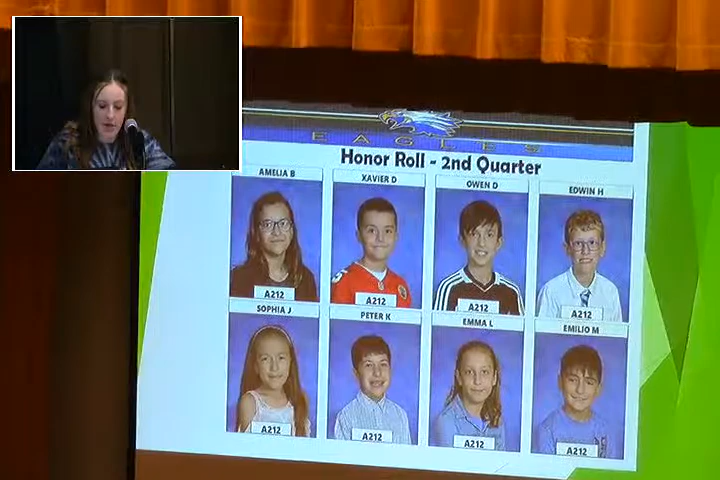 EAGLES
Honor Roll - 2nd Quarter
AMELIA B XAVIER D OWEN D EDWIN H
A212 A212 A212 A212
SOPHIA J PETER K EMMA L EMILIO M
A212 A212 A212 A212